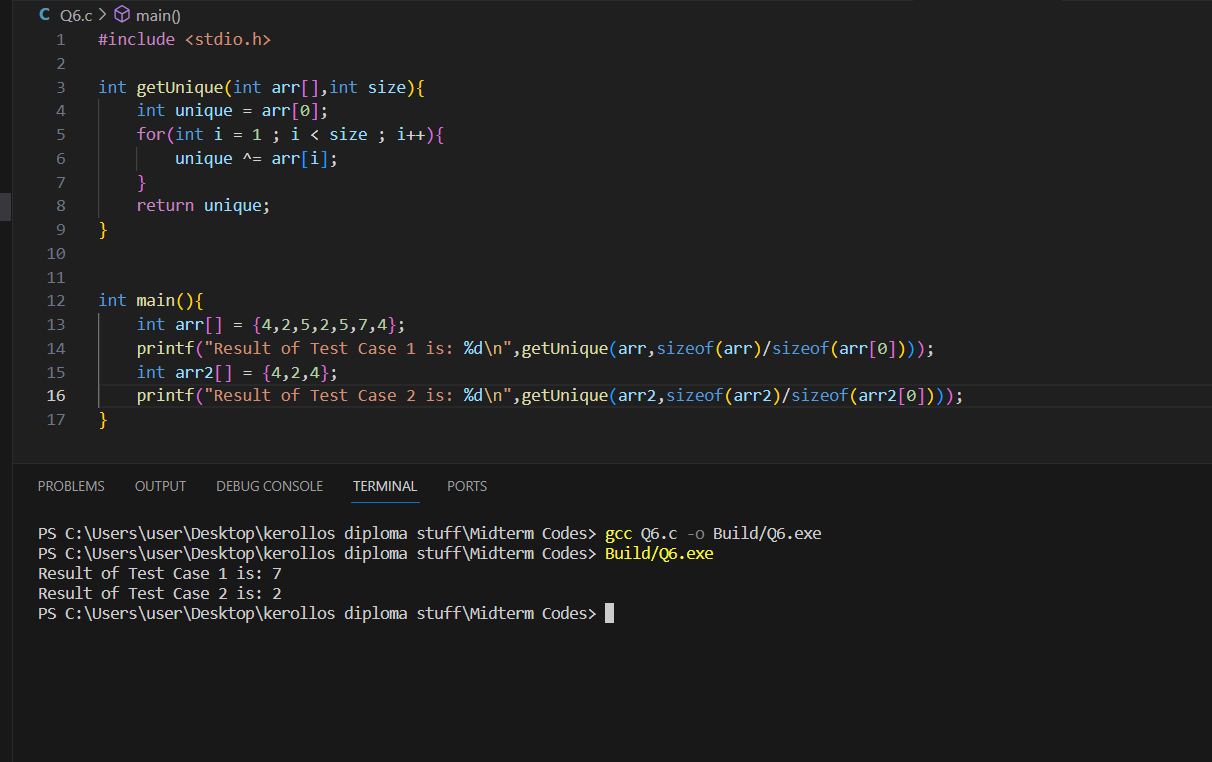 C Q6.c > main()
1 #include <stdio.h>
2
3 int getUnique(int arr[],int size){
4     int unique = arr[0];
5     for(int i = 1 ; i < size ; i++){
6         unique ^= arr[i];
7     }
8     return unique;
9 }
10
11
12 int main(){
13     int arr[] = {4,2,5,2,5,7,4};
14     printf("Result of Test Case 1 is: %d\n",getUnique(arr,sizeof(arr)/sizeof(arr[0])));
15     int arr2[] = {4,2,4};
16     printf("Result of Test Case 2 is: %d\n",getUnique(arr2,sizeof(arr2)/sizeof(arr2[0])));
17 }
PROBLEMS OUTPUT DEBUG CONSOLE TERMINAL PORTS
PS C:\Users\user\Desktop\kerollos diploma stuff\Midterm Codes> gcc Q6.c -o Build/Q6.exe
PS C:\Users\user\Desktop\kerollos diploma stuff\Midterm Codes> Build/Q6.exe
Result of Test Case 1 is: 7
Result of Test Case 2 is: 2
PS C:\Users\user\Desktop\kerollos diploma stuff\Midterm Codes>